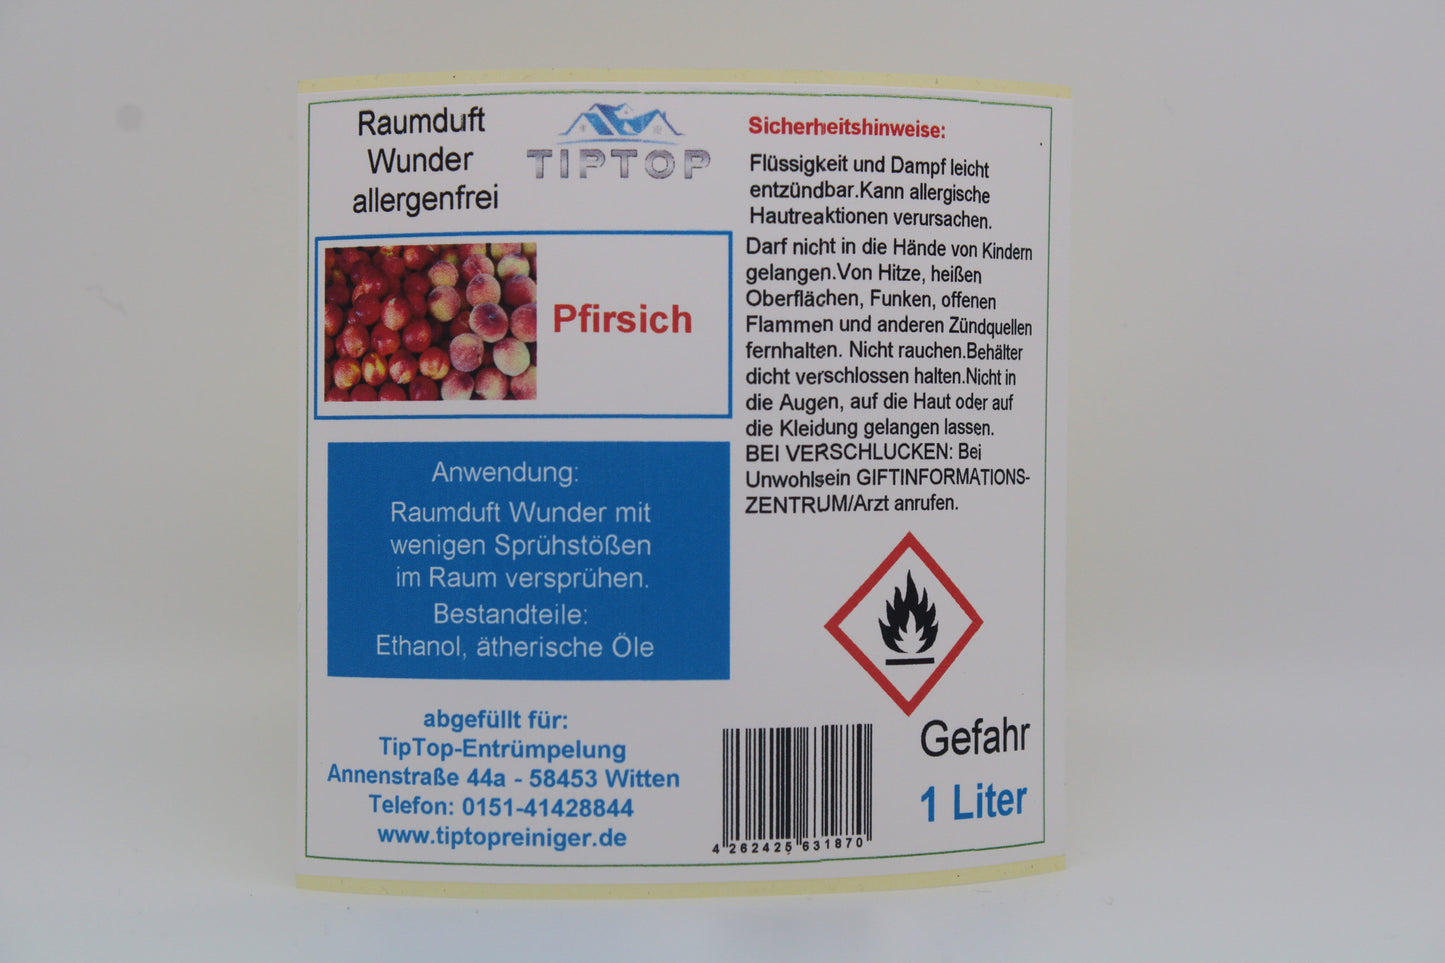 Raumduft
Wunder
allergenfrei
TIPTOP
Pfirsich
Anwendung:
Raumduft Wunder mit
wenigen Sprühstößen
im Raum versprühen.
Bestandteile:
Ethanol, ätherische Öle
abgefüllt für:
TipTop-Entrümpelung
Annenstraße 44a - 58453 Witten
Telefon: 0151-41428844
www.tiptopreiniger.de
Sicherheitshinweise:
Flüssigkeit und Dampf leicht
entzündbar.Kann allergische
Hautreaktionen verursachen.
Darf nicht in die Hände von Kindern
gelangen.Von Hitze, heißen
Oberflächen, Funken, offenen
Flammen und anderen Zündquellen
fernhalten. Nicht rauchen.Behälter
dicht verschlossen halten.Nicht in
die Augen, auf die Haut oder auf
die Kleidung gelangen lassen.
BEI VERSCHLUCKEN: Bei
Unwohlsein GIFTINFORMATIONS-
ZENTRUM/Arzt anrufen.
Gefahr
1 Liter
4 262425 631870